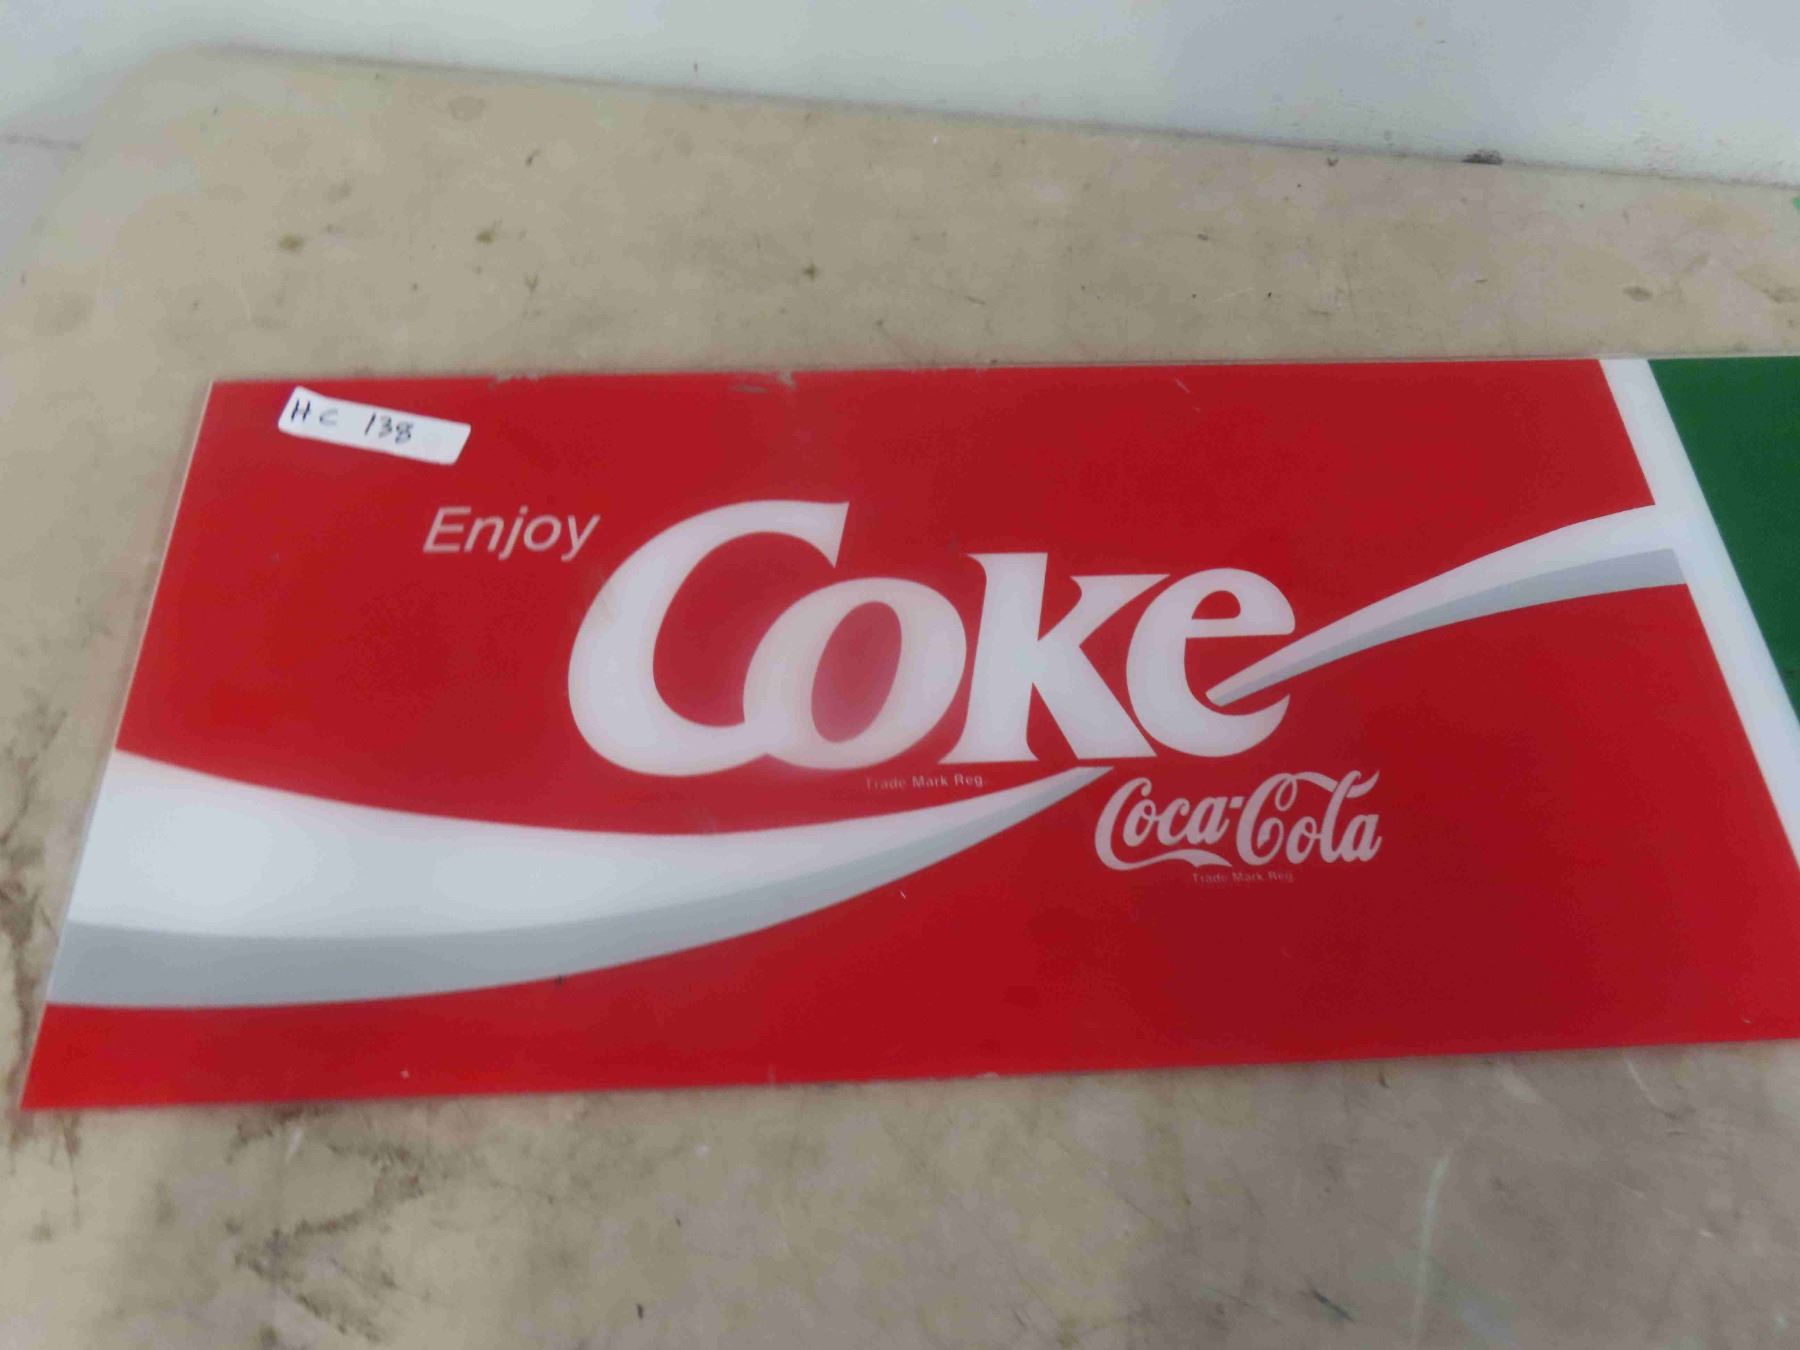 HC 138
Enjoy
Coke
Trade Mark Reg.
Coca-Cola
Trade Mark Reg.